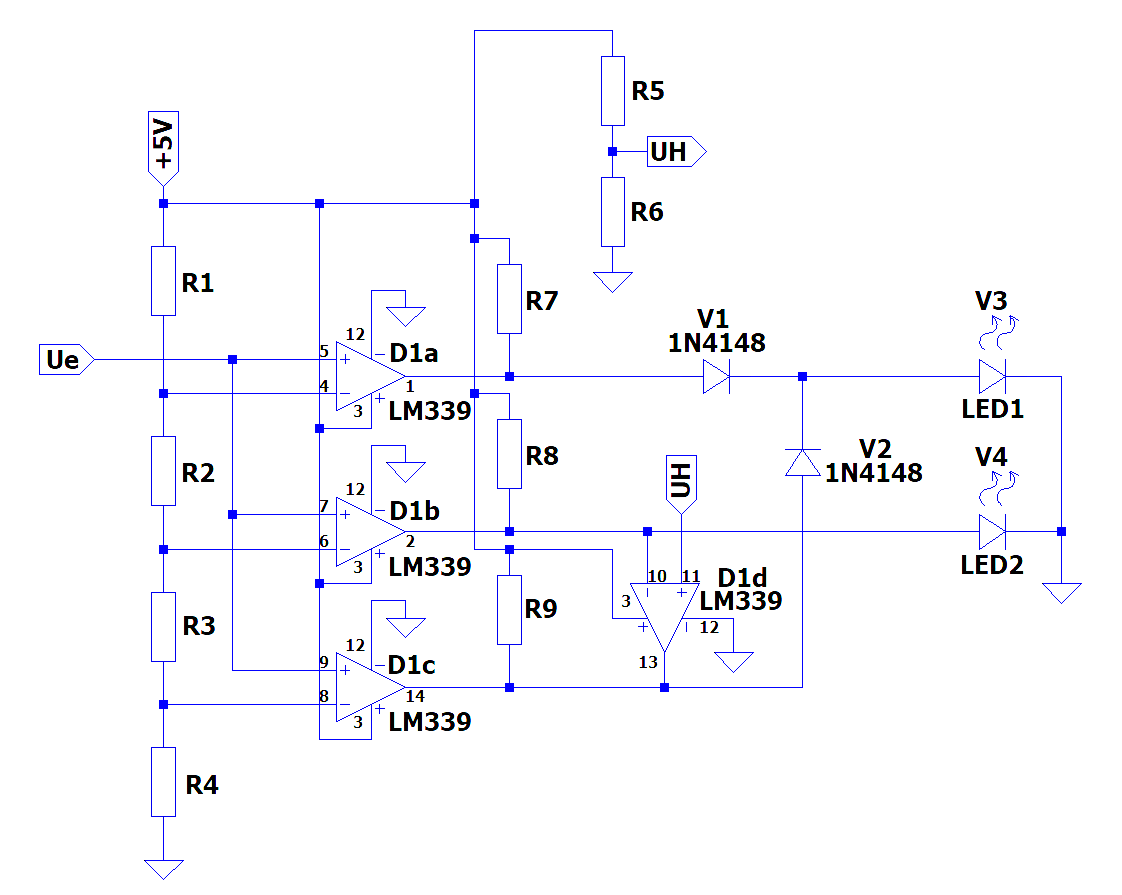 R5
+5V
UH
R6
R1
V3
R7
V1
1N4148
12
Ue
5
+
−
D1a
4
−
1
LED1
3
+
LM339
R2
R8
V2
1N4148
V4
UH
12
7
+
−
D1b
6
−
2
3
+
LM339
LED2
10
11
D1d
R9
3
LM339
+
12
R3
12
−
D1c
13
9
+
8
−
14
3
+
LM339
R4